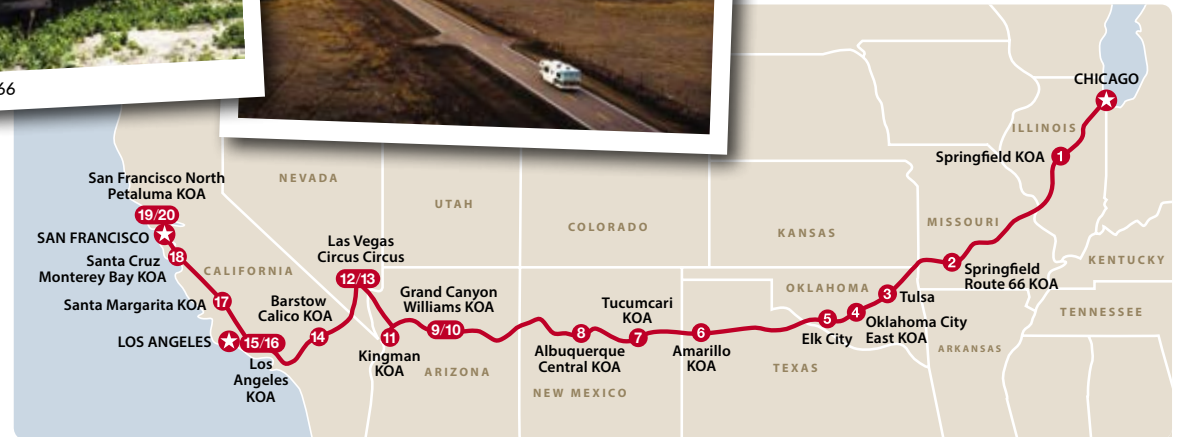 66
CHICAGO
ILLINOIS
1
Springfield KOA
MISSOURI
2
Springfield
Route 66 KOA
KENTUCKY
TENNESSEE
ARKANSAS
KANSAS
OKLAHOMA
3
Tulsa
4
Oklahoma City
East KOA
5
Elk City
TEXAS
6
Amarillo
KOA
Tucumcari
KOA
7
8
Albuquerque
Central KOA
NEW MEXICO
COLORADO
UTAH
NEVADA
Grand Canyon
Williams KOA
9/10
ARIZONA
11
Kingman
KOA
Las Vegas
Circus Circus
12/13
Barstow
Calico KOA
14
CALIFORNIA
LOS ANGELES
15/16
Los
Angeles
KOA
Santa Margarita KOA
17
Santa Cruz
Monterey Bay KOA
18
SAN FRANCISCO
San Francisco North
Petaluma KOA
19/20